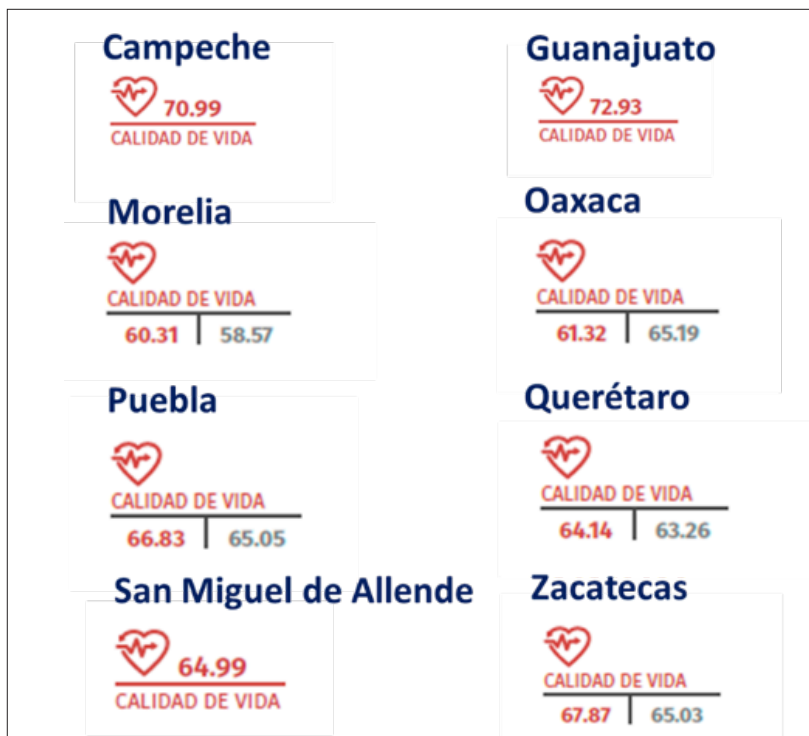 Campeche
70.99
CALIDAD DE VIDA
Guanajuato
72.93
CALIDAD DE VIDA
Morelia
CALIDAD DE VIDA
60.31 58.57
Oaxaca
CALIDAD DE VIDA
61.32 65.19
Puebla
CALIDAD DE VIDA
66.83 65.05
Querétaro
CALIDAD DE VIDA
64.14 63.26
San Miguel de Allende
64.99
CALIDAD DE VIDA
Zacatecas
CALIDAD DE VIDA
67.87 65.03